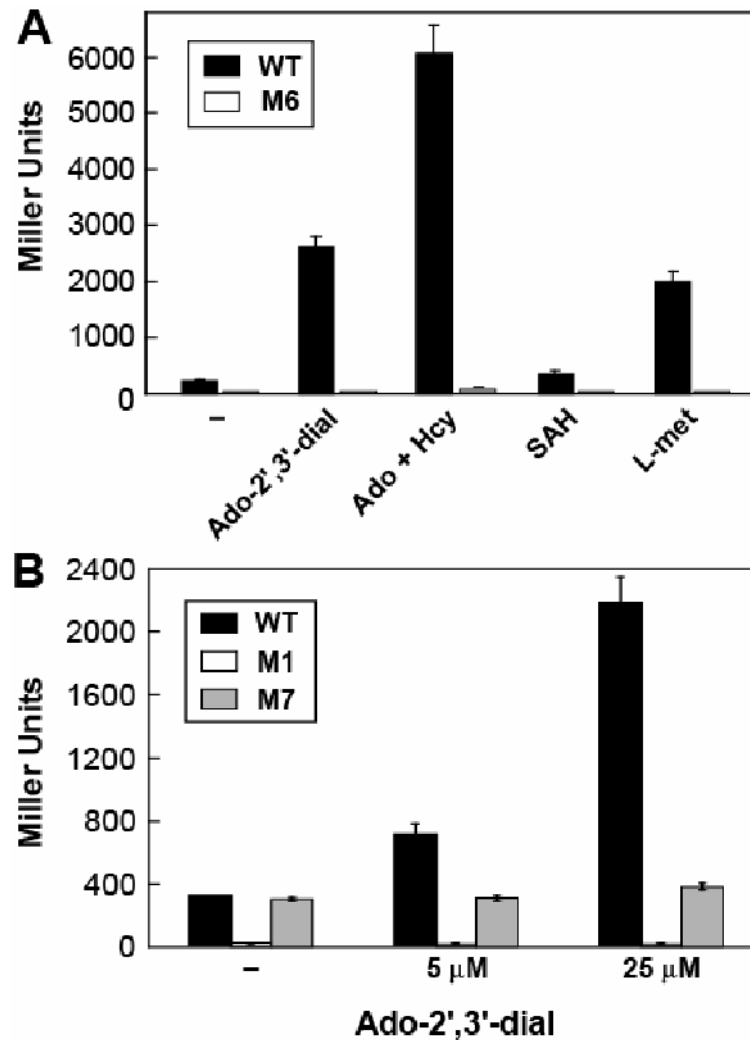 A
Miller Units
6000
5000
4000
3000
2000
1000
0
WT
M6
–
Ado-2',3'-dial
Ado + Hcy
SAH
L-met
B
Miller Units
2400
2000
1600
1200
800
400
0
WT
M1
M7
–
5 μM
25 μM
Ado-2',3'-dial